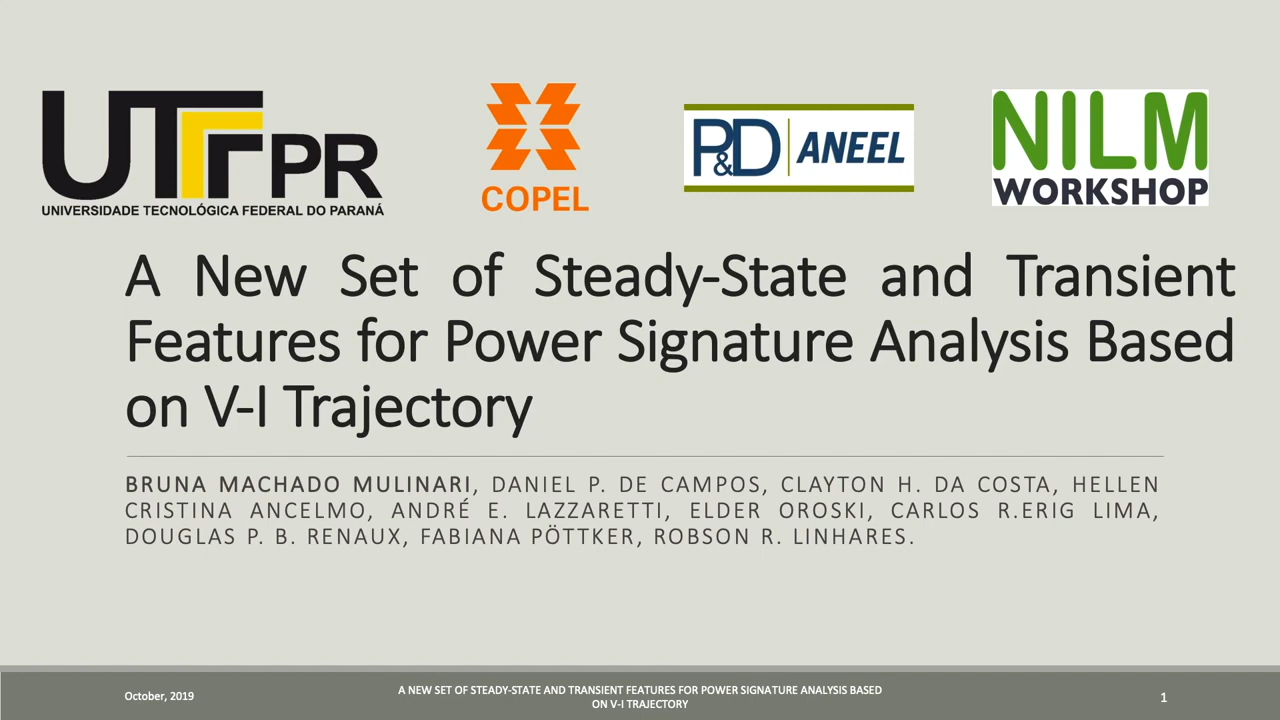 UTFPR
UNIVERSIDADE TECNOLÓGICA FEDERAL DO PARANÁ
COPEL
P&D ANEEL
NILM
WORKSHOP
A New Set of Steady-State and Transient
Features for Power Signature Analysis Based
on V-I Trajectory
BRUNA MACHADO MULINARI, DANIEL P. DE CAMPOS, CLAYTON H. DA COSTA, HELLEN
CRISTINA ANCELMO, ANDRÉ E. LAZZARETTI, ELDER OROSKI, CARLOS R.ERIG LIMA,
DOUGLAS P. B. RENAUX, FABIANA PÖTTKER, ROBSON R. LINHARES.
October, 2019
A NEW SET OF STEADY-STATE AND TRANSIENT FEATURES FOR POWER SIGNATURE ANALYSIS BASED
ON V-I TRAJECTORY
1